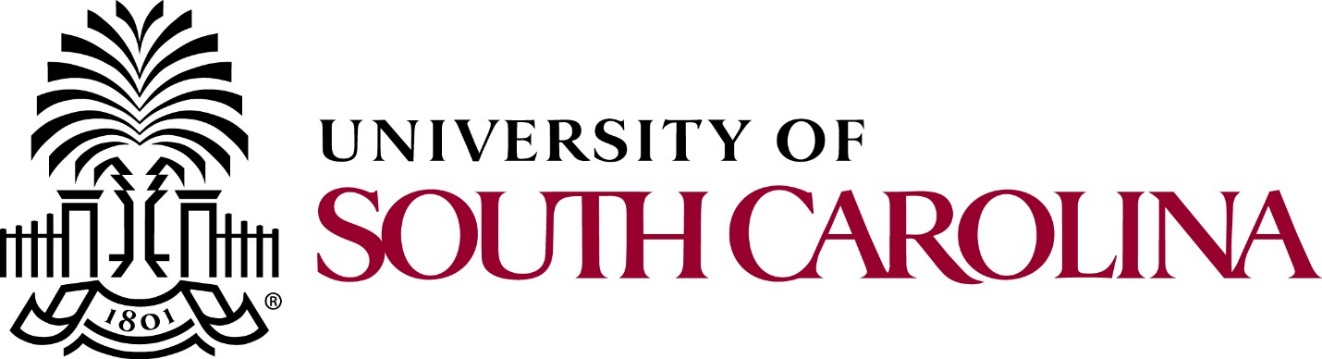 UNIVERSITY OF
SOUTH CAROLINA
1801
®